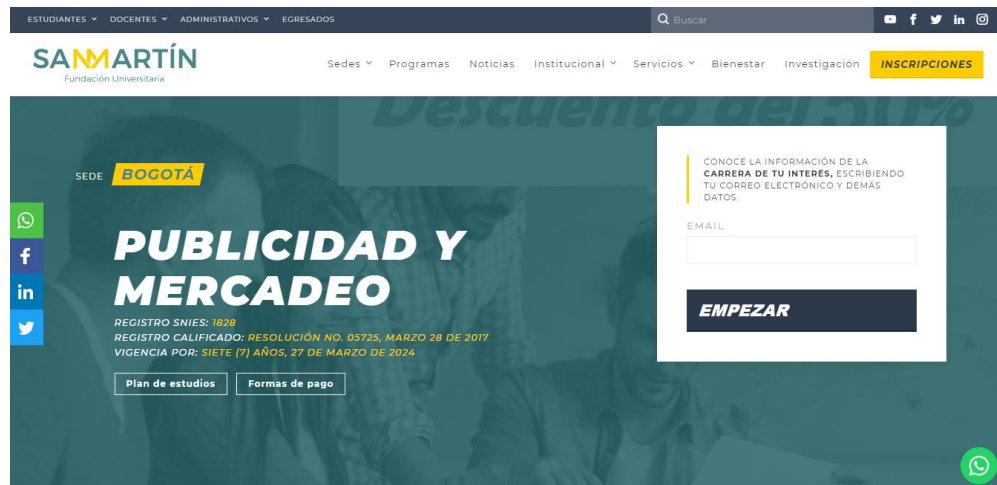 ESTUDIANTES DOCENTES ADMINISTRATIVOS EGRESADOS Buscar
SANMARTÍN
Fundación Universitaria
Sedes Programas Noticias Institucional Servicios Bienestar Investigación INSCRIPCIONES
Descuento del 50%
SEDE BOGOTÁ
PUBLICIDAD Y
MERCADEO
REGISTRO SNIES: 1828
REGISTRO CALIFICADO: RESOLUCIÓN NO. 05725, MARZO 28 DE 2017
VIGENCIA POR: SIETE (7) AÑOS, 27 DE MARZO DE 2024
Plan de estudios Formas de pago
CONOCE LA INFORMACIÓN DE LA
CARRERA DE TU INTERÉS, ESCRIBIENDO
TU CORREO ELECTRÓNICO Y DEMÁS
DATOS.
EMAIL
EMPEZAR